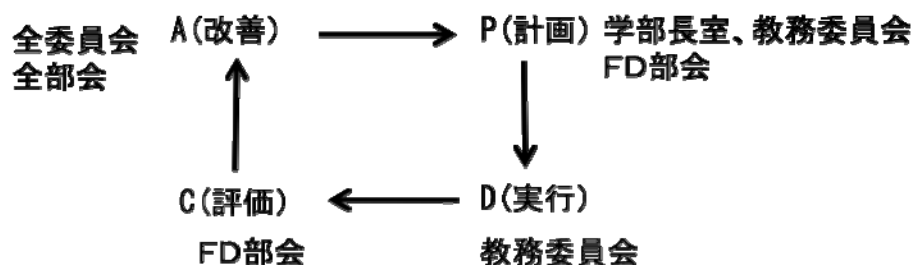 全委員会
全部会
A(改善)
P(計画)
学部長室、教務委員会
FD部会
C(評価)
FD部会
D(実行)
教務委員会